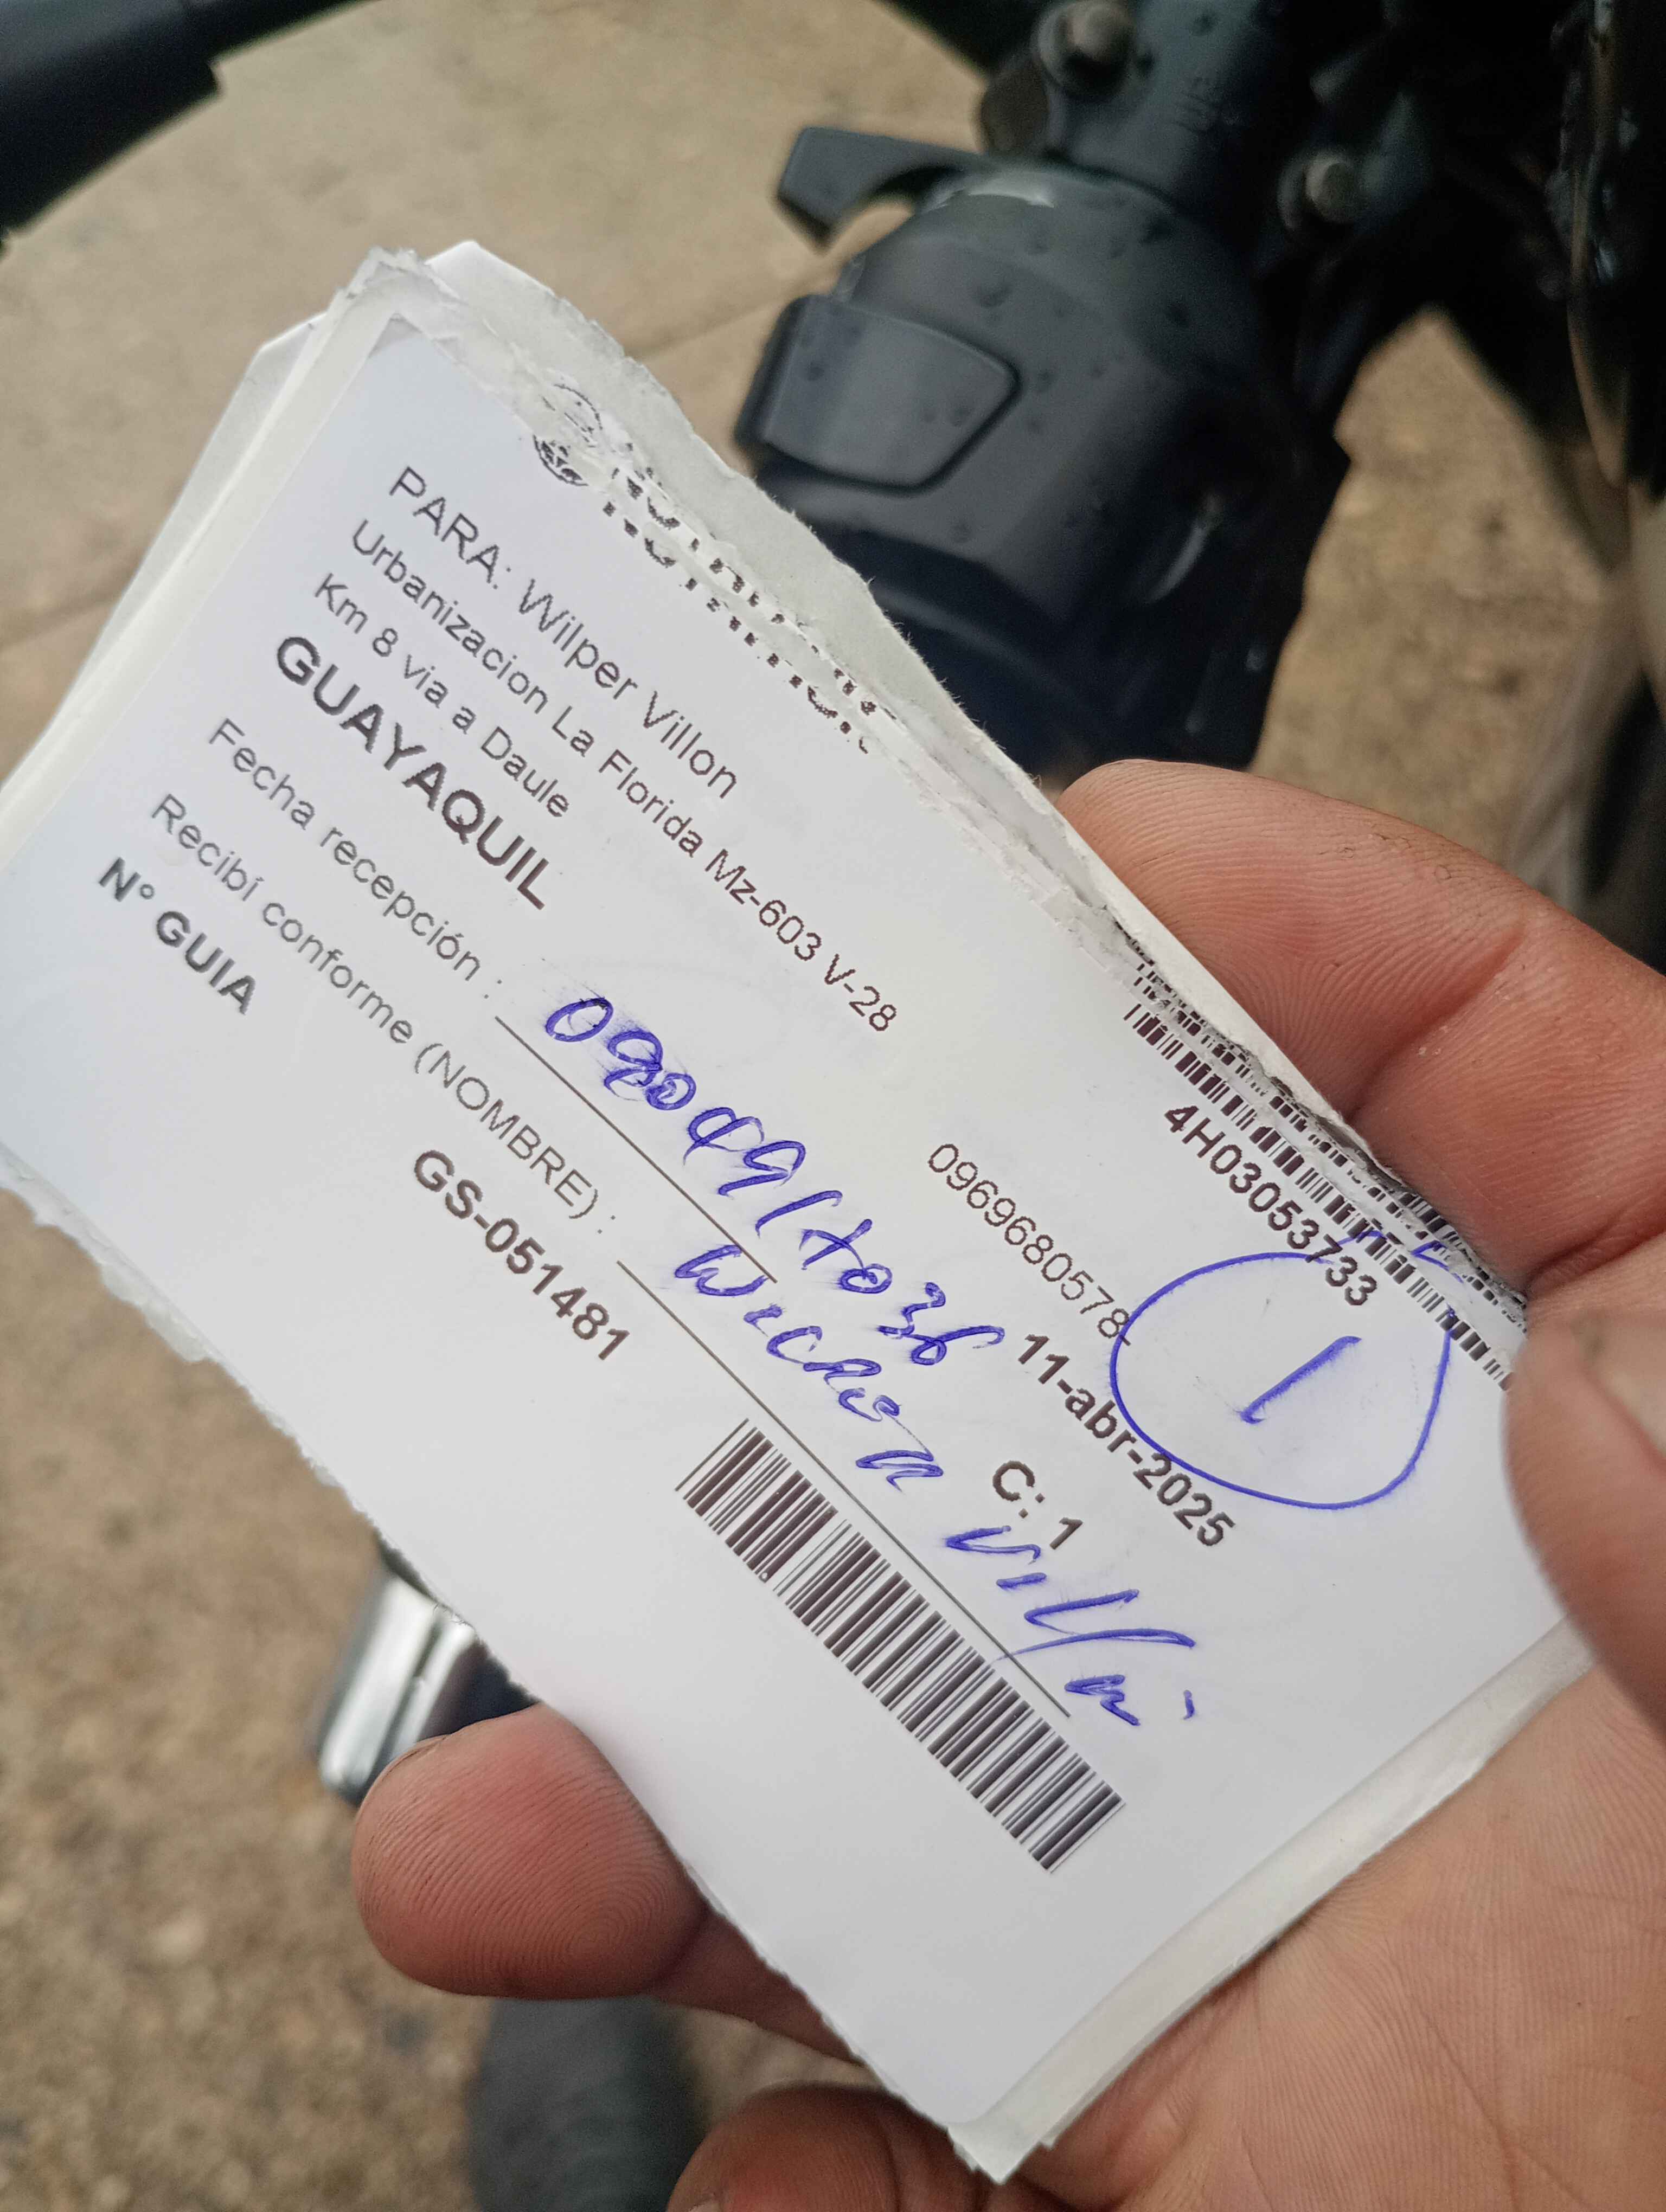 4H03053733
PARA: Wilper Villon
Urbanizacion La Florida Mz-603 V-28
Km 8 via a Daule
0969680578-
1
GUAYAQUIL
11-abr-2025
Fecha recepción :
C: 1
Recibí conforme (NOMBRE) :
N° GUIA
GS-051481